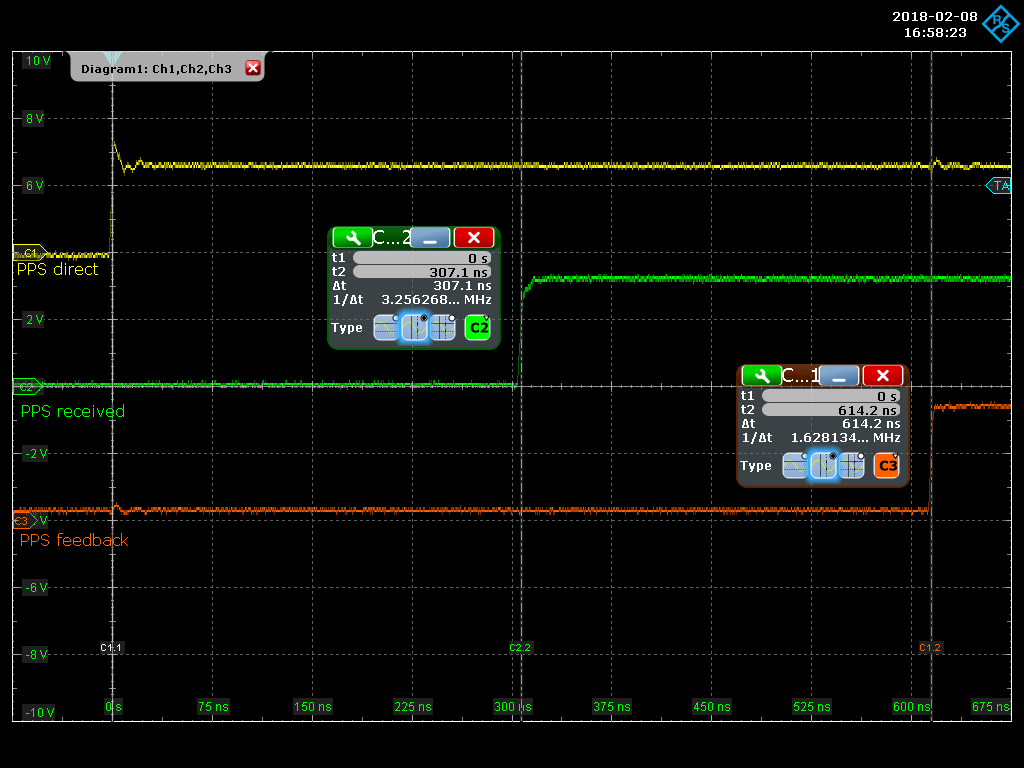 2018-02-08
16:58:23
R S
Diagram1: Ch1,Ch2,Ch3
10 V
8 V
6 V
TA
C1
PPS direct
C...2
t1 0 s
t2 307.1 ns
Δt 307.1 ns
1/Δt 3.256268... MHz
Type C2
2 V
C2
PPS received
C...1
t1 0 s
t2 614.2 ns
Δt 614.2 ns
1/Δt 1.628134... MHz
Type C3
-2 V
C3
PPS feedback
-6 V
-8 V
C1.1
C2.2
C1.2
-10 V
0 s 75 ns 150 ns 225 ns 300 ns 375 ns 450 ns 525 ns 600 ns 675 ns